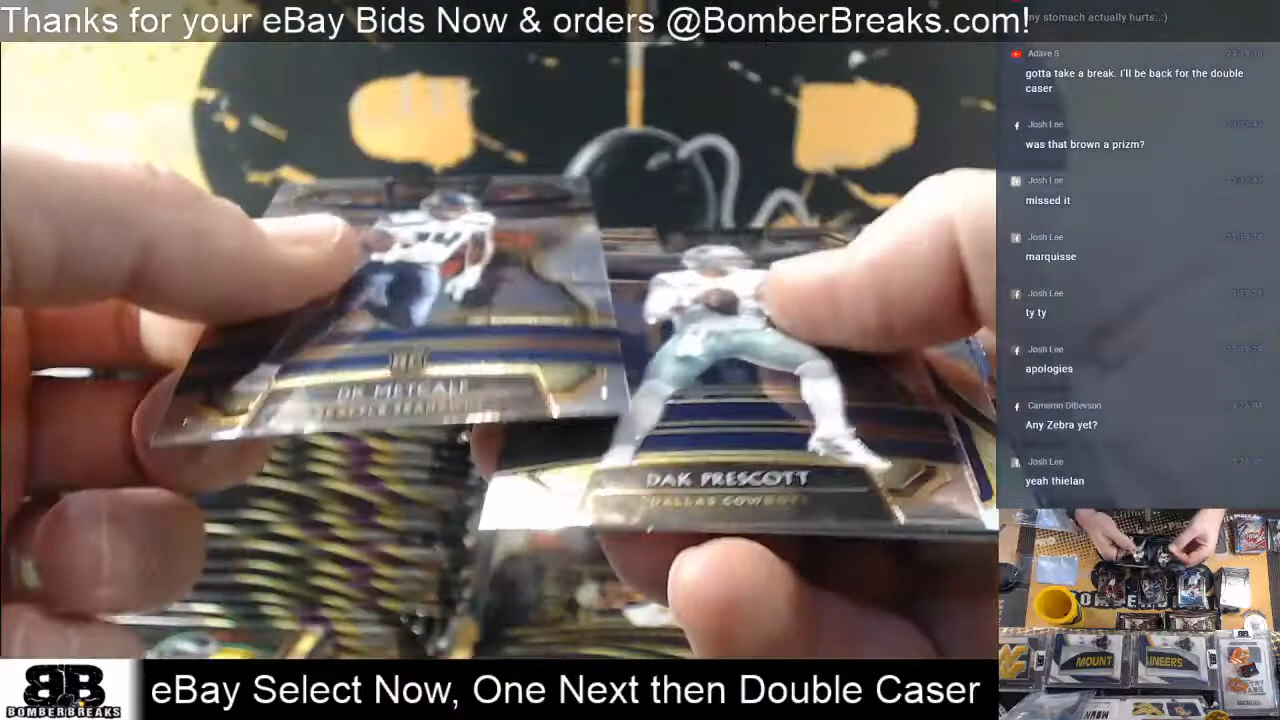 Thanks for your eBay Bids Now & orders @BomberBreaks.com!
my stomach actually hurts..:)
Adave S
gotta take a break. I'll be back for the double
caser
Josh Lee
was that brown a prizm?
Josh Lee
missed it
Josh Lee
marquisse
Josh Lee
ty ty
Josh Lee
apologies
Cameron Ditlevson
Any Zebra yet?
Josh Lee
yeah thielan
DK METCALF
DAK PRESCOTT
DALLAS COWBOYS
MOUNT
INEERS
BB
BOMBERBREAKS
eBay Select Now, One Next then Double Caser